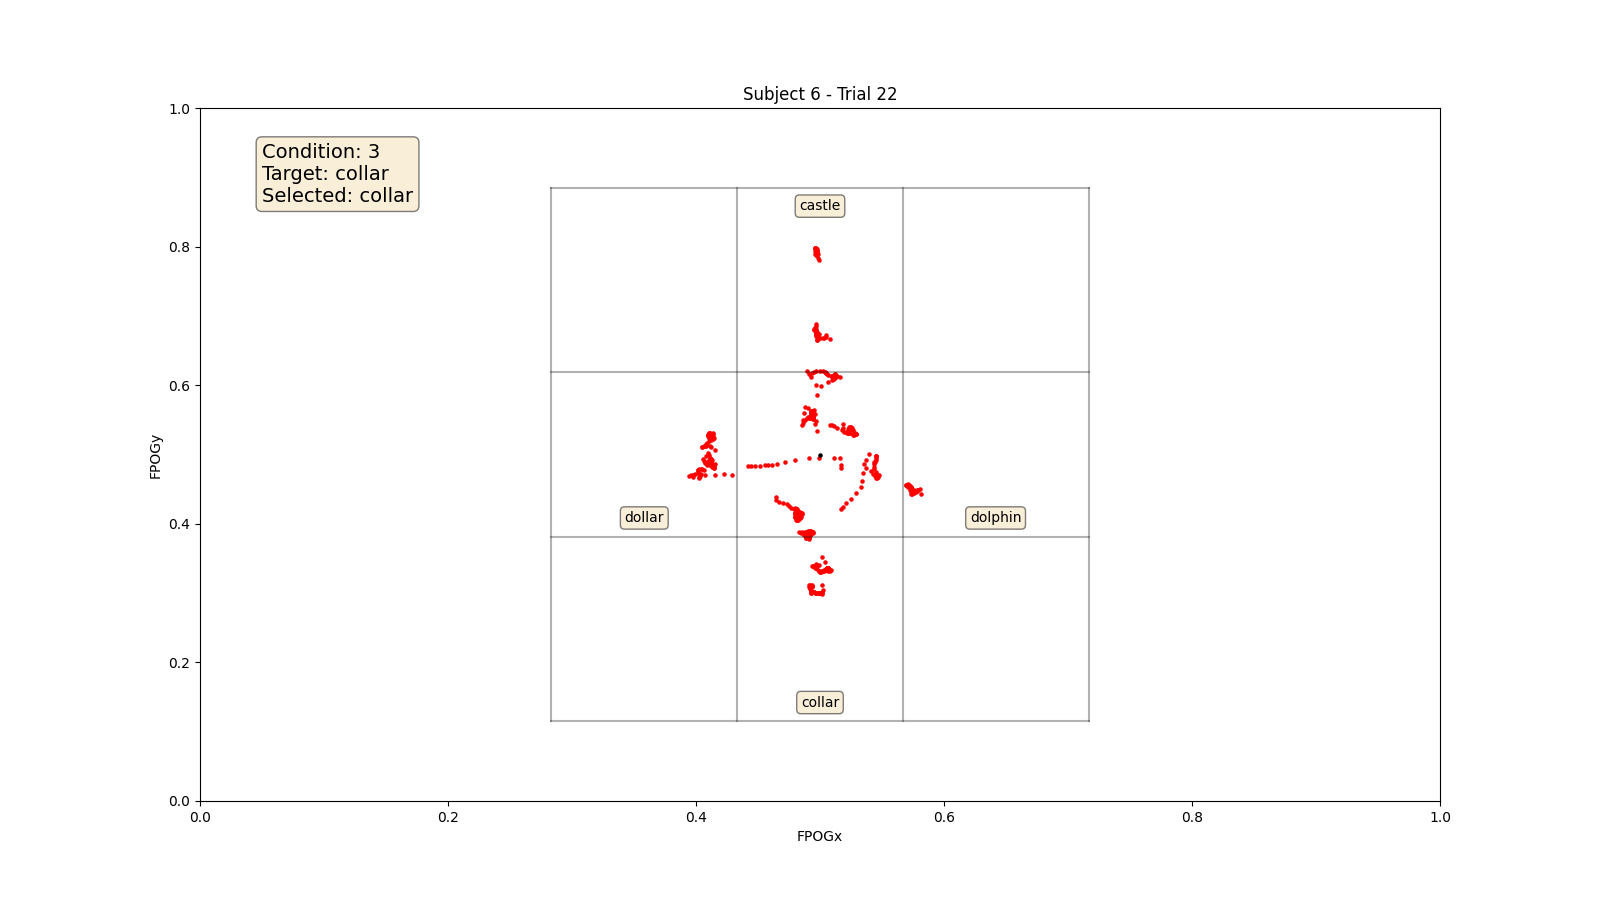 Subject 6 - Trial 22
1.0
Condition: 3
Target: collar
Selected: collar
castle
0.8
0.6
FPOGy
dollar
dolphin
0.4
0.2
collar
0.0
0.0
0.2
0.4
0.6
0.8
1.0
FPOGx